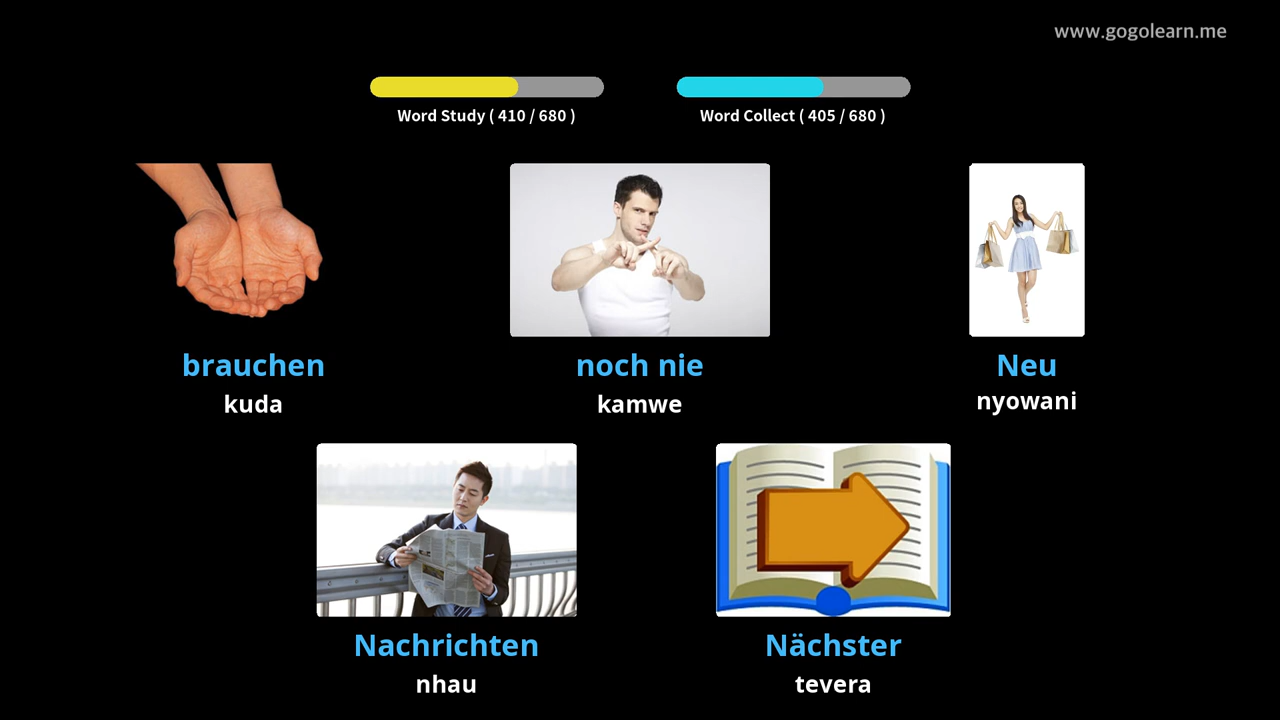 www.gogolearn.me
Word Study ( 410 / 680 )
Word Collect ( 405 / 680 )
brauchen
kuda
noch nie
kamwe
Neu
nyowani
Nachrichten
nhau
Nächster
tevera